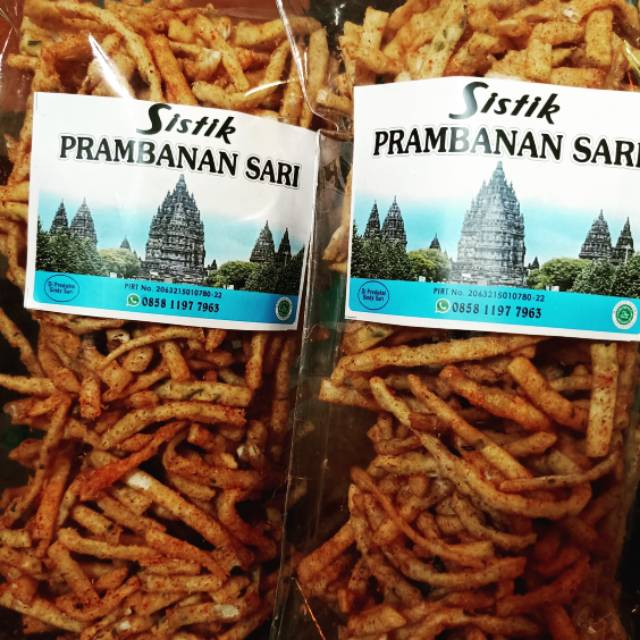 Sistik
PRAMBANAN SARI
PIRT No. 2063215010780-22
0858 1197 7963
Sistik
PRAMBANAN SARI
PIRT No. 2063215010780-22
0858 1197 7963